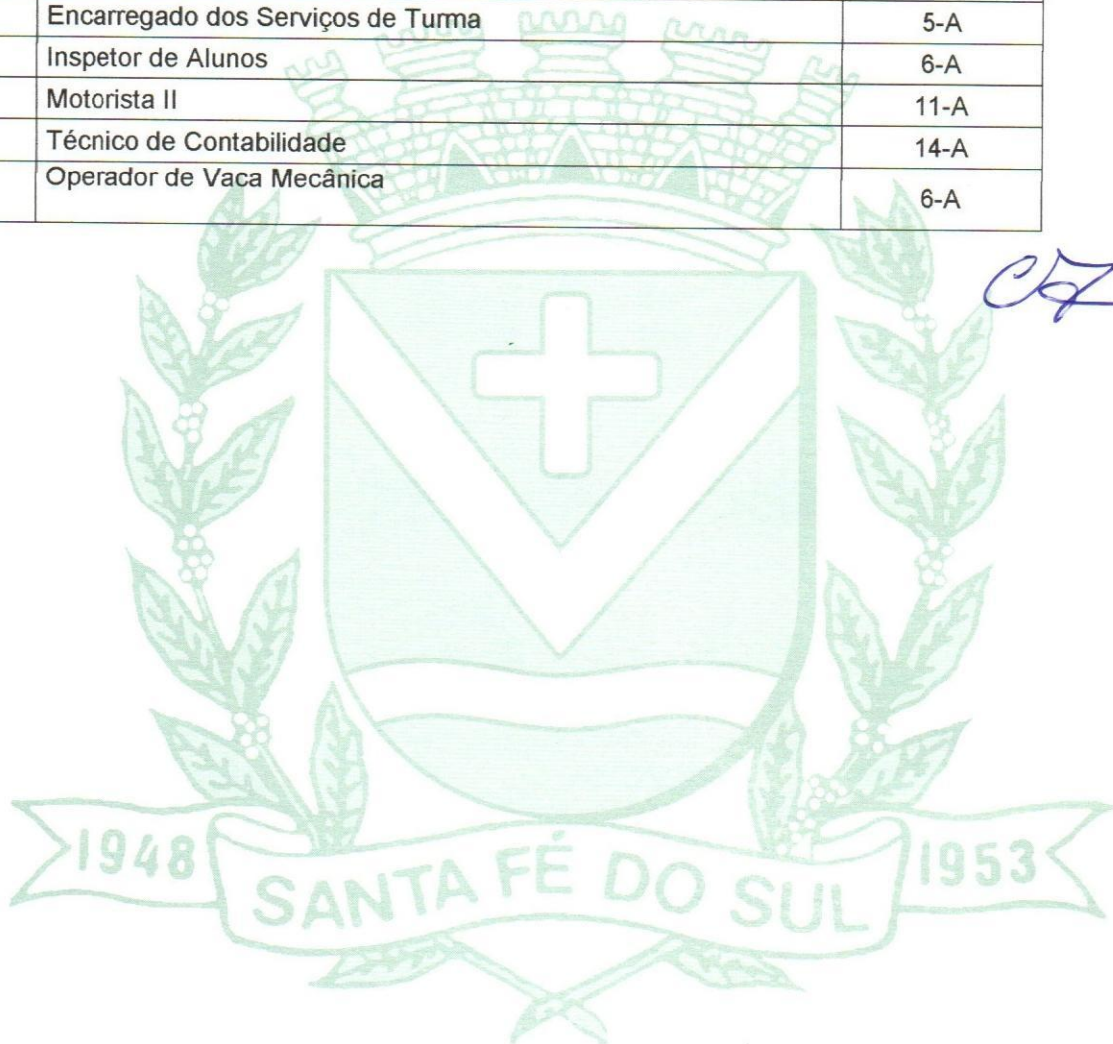 Encarregado dos Serviços de Turma 5-A
Inspetor de Alunos 6-A
Motorista II 11-A
Técnico de Contabilidade 14-A
Operador de Vaca Mecânica 6-A
1948 SANTA FÉ DO SUL 1953